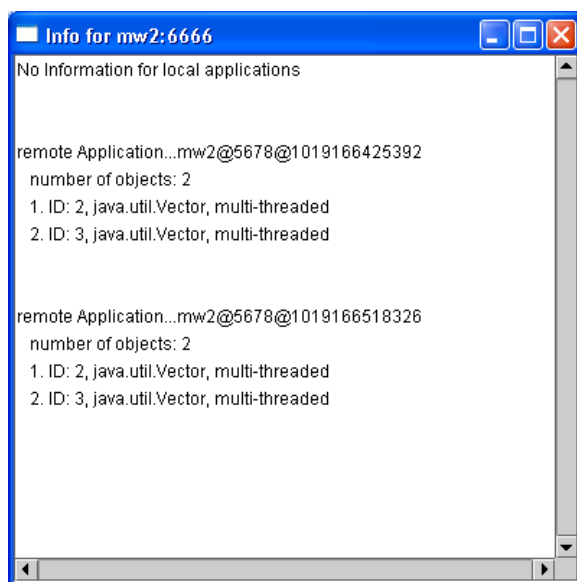 Info for mw2:6666
No Information for local applications
remote Application...mw2@5678@1019166425392
number of objects: 2
1. ID: 2, java.util.Vector, multi-threaded
2. ID: 3, java.util.Vector, multi-threaded
remote Application...mw2@5678@1019166518326
number of objects: 2
1. ID: 2, java.util.Vector, multi-threaded
2. ID: 3, java.util.Vector, multi-threaded